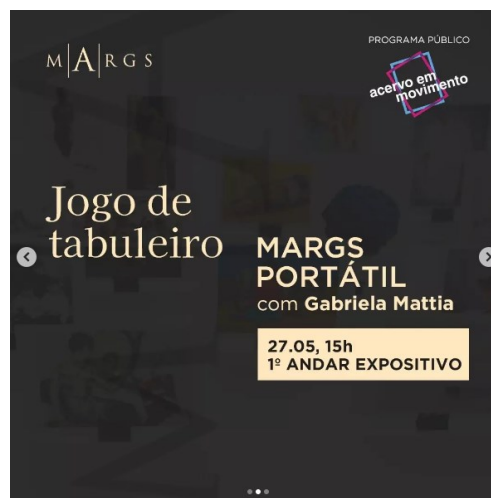 M|A|RGS
PROGRAMA PÚBLICO
acervo em
movimento
Jogo de
tabuleiro
MARGS
PORTÁTIL
com Gabriela Mattia
27.05, 15h
1º ANDAR EXPOSITIVO